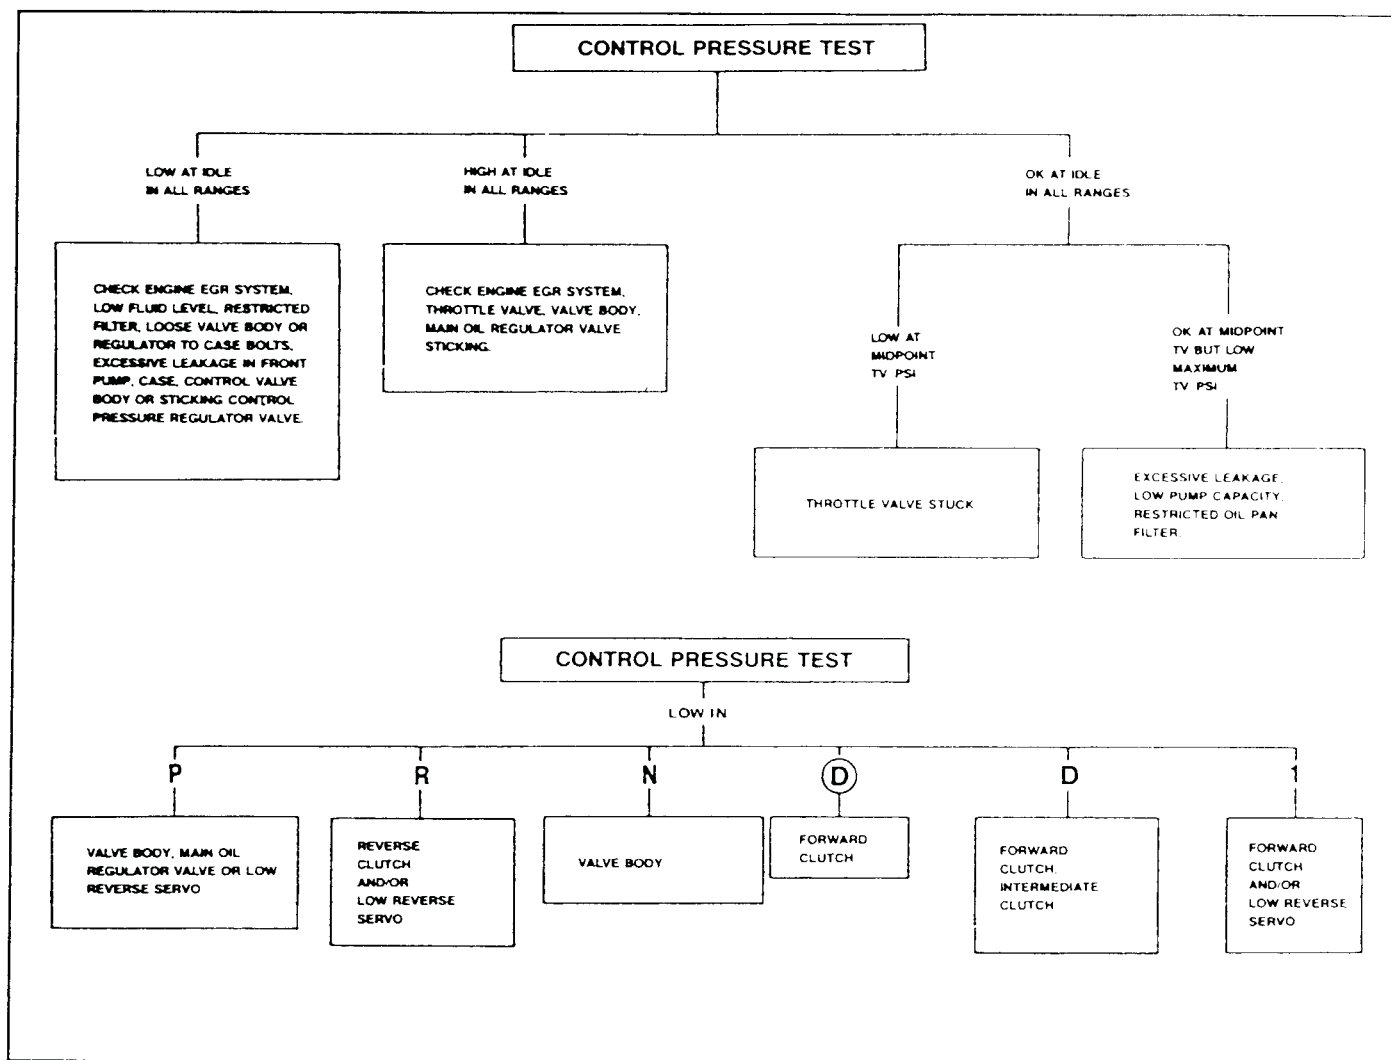 CONTROL PRESSURE TEST
LOW AT IDLE
IN ALL RANGES
HIGH AT IDLE
IN ALL RANGES
OK AT IDLE
IN ALL RANGES
CHECK ENGINE EGR SYSTEM,
LOW FLUID LEVEL, RESTRICTED
FILTER, LOOSE VALVE BODY OR
REGULATOR TO CASE BOLTS,
EXCESSIVE LEAKAGE IN FRONT
PUMP, CASE, CONTROL VALVE
BODY OR STICKING CONTROL
PRESSURE REGULATOR VALVE.
CHECK ENGINE EGR SYSTEM,
THROTTLE VALVE, VALVE BODY,
MAIN OIL REGULATOR VALVE
STICKING.
LOW AT
MIDPOINT
TV PSI
OK AT MIDPOINT
TV BUT LOW
MAXIMUM
TV PSI
THROTTLE VALVE STUCK
EXCESSIVE LEAKAGE,
LOW PUMP CAPACITY,
RESTRICTED OIL PAN
FILTER.
CONTROL PRESSURE TEST
LOW IN
P
R
N
D
D
1
VALVE BODY, MAIN OIL
REGULATOR VALVE OR LOW
REVERSE SERVO
REVERSE
CLUTCH
AND/OR
LOW REVERSE
SERVO
VALVE BODY
FORWARD
CLUTCH
FORWARD
CLUTCH,
INTERMEDIATE
CLUTCH
FORWARD
CLUTCH
AND/OR
LOW REVERSE
SERVO